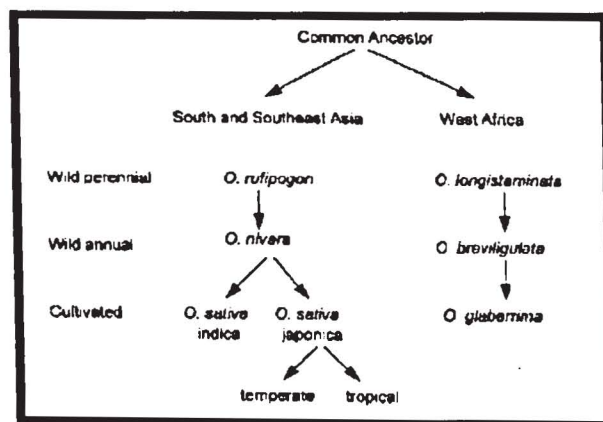 Common Ancestor
South and Southeast Asia West Africa
Wild perennial O. rufipogon O. longistaminata
Wild annual O. nivara O. breviligulata
Cultivated O. sativa O. sativa O. glaberrima
indica japonica
temperate tropical